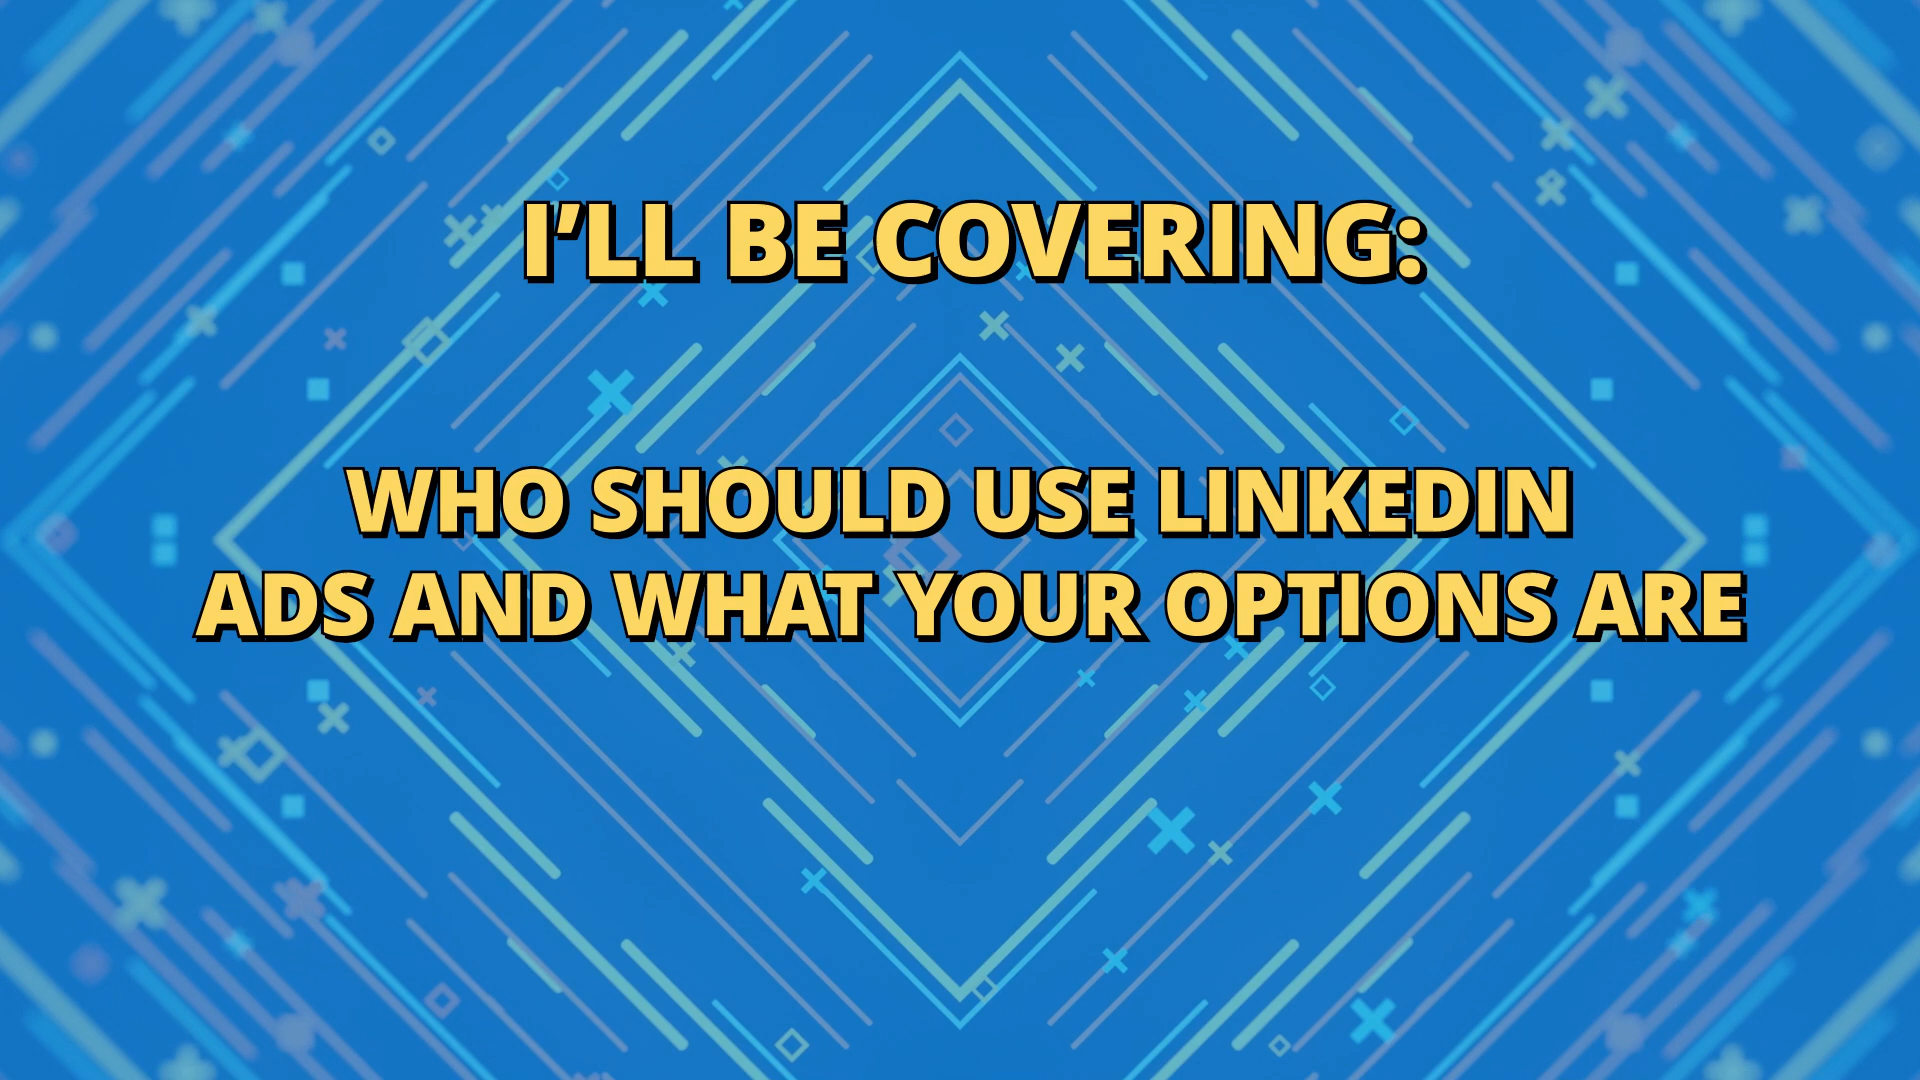 I’LL BE COVERING:
WHO SHOULD USE LINKEDIN
ADS AND WHAT YOUR OPTIONS ARE